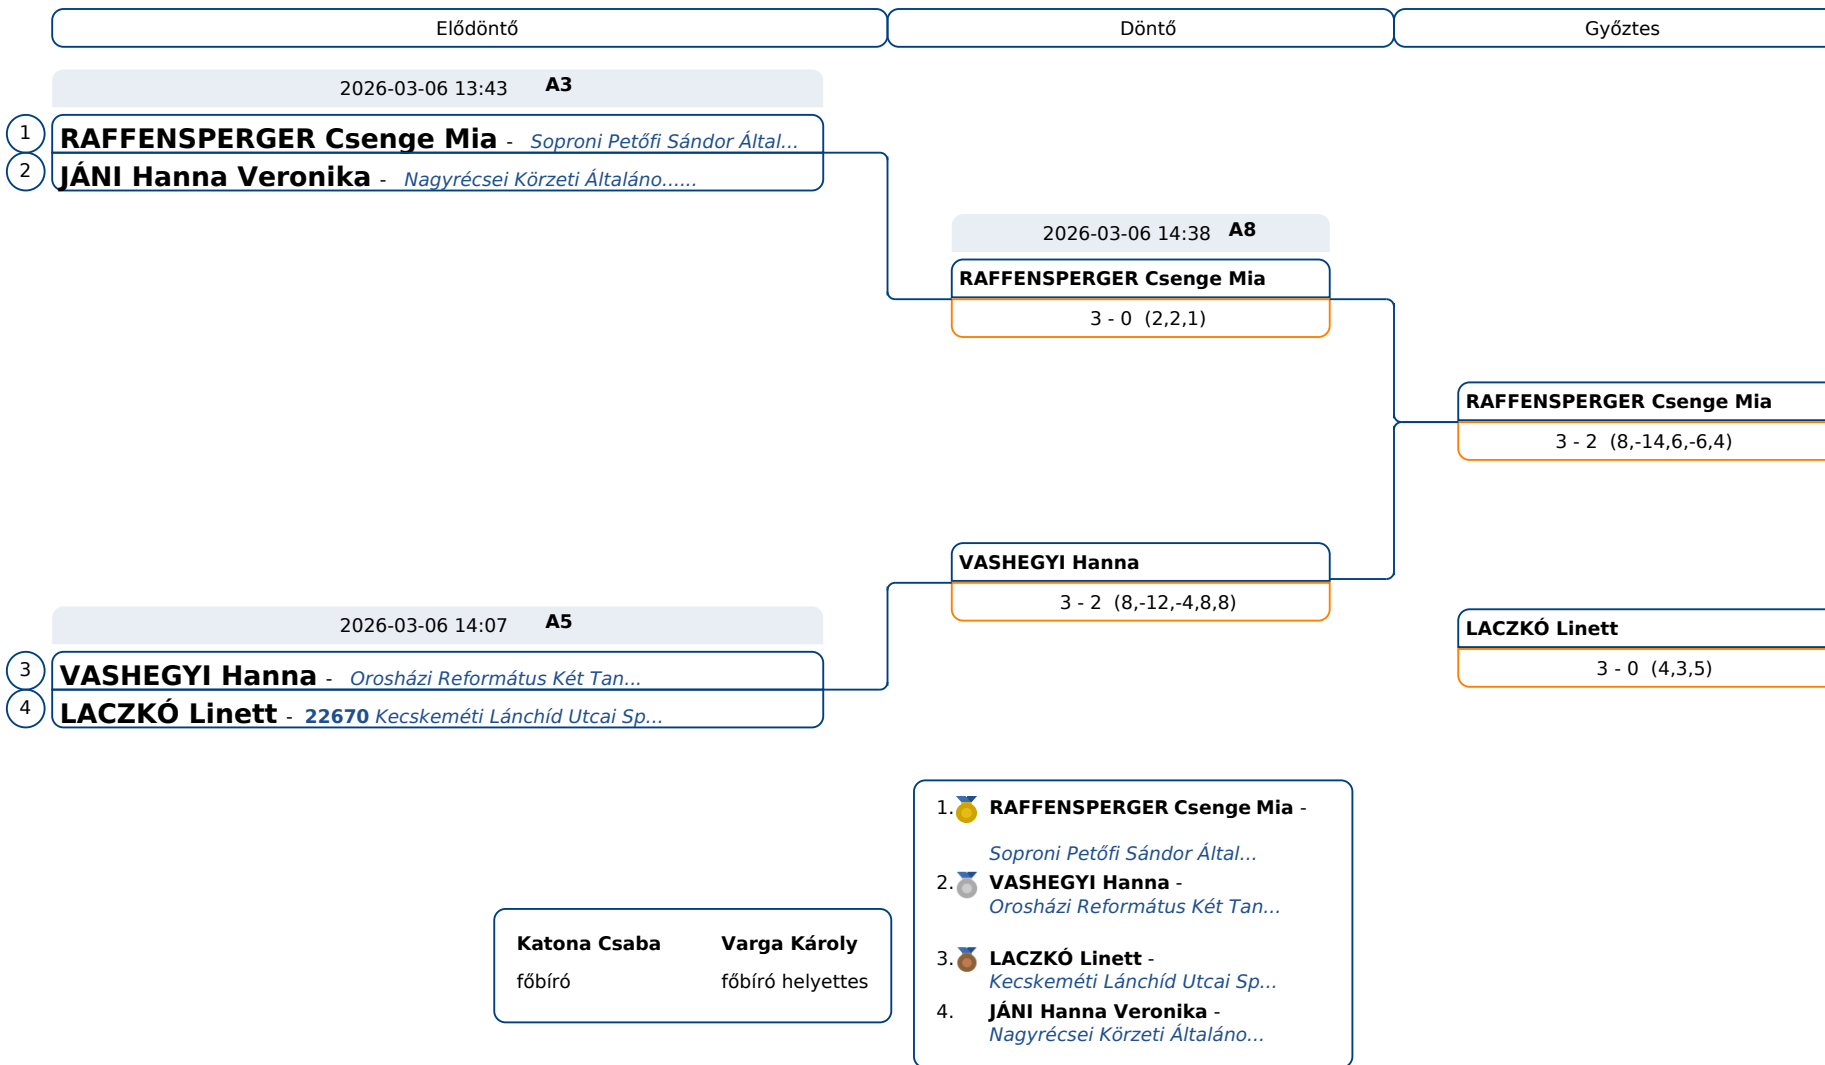 Elődöntő
Döntő
Győztes
2026-03-06 13:43 A3
1 RAFFENSPERGER Csenge Mia - Soproni Petőfi Sándor Által...
2 JÁNI Hanna Veronika - Nagyrécsei Körzeti Általáno......
2026-03-06 14:38 A8
RAFFENSPERGER Csenge Mia
3 - 0 (2,2,1)
RAFFENSPERGER Csenge Mia
3 - 2 (8,-14,6,-6,4)
VASHEGYI Hanna
3 - 2 (8,-12,-4,8,8)
2026-03-06 14:07 A5
3 VASHEGYI Hanna - Orosházi Református Két Tan...
4 LACZKÓ Linett - 22670 Kecskeméti Lánchíd Utcai Sp...
LACZKÓ Linett
3 - 0 (4,3,5)
1. RAFFENSPERGER Csenge Mia -
Soproni Petőfi Sándor Által...
2. VASHEGYI Hanna -
Orosházi Református Két Tan...
3. LACZKÓ Linett -
Kecskeméti Lánchíd Utcai Sp...
4. JÁNI Hanna Veronika -
Nagyrécsei Körzeti Általáno...
Katona Csaba Varga Károly
főbíró főbíró helyettes